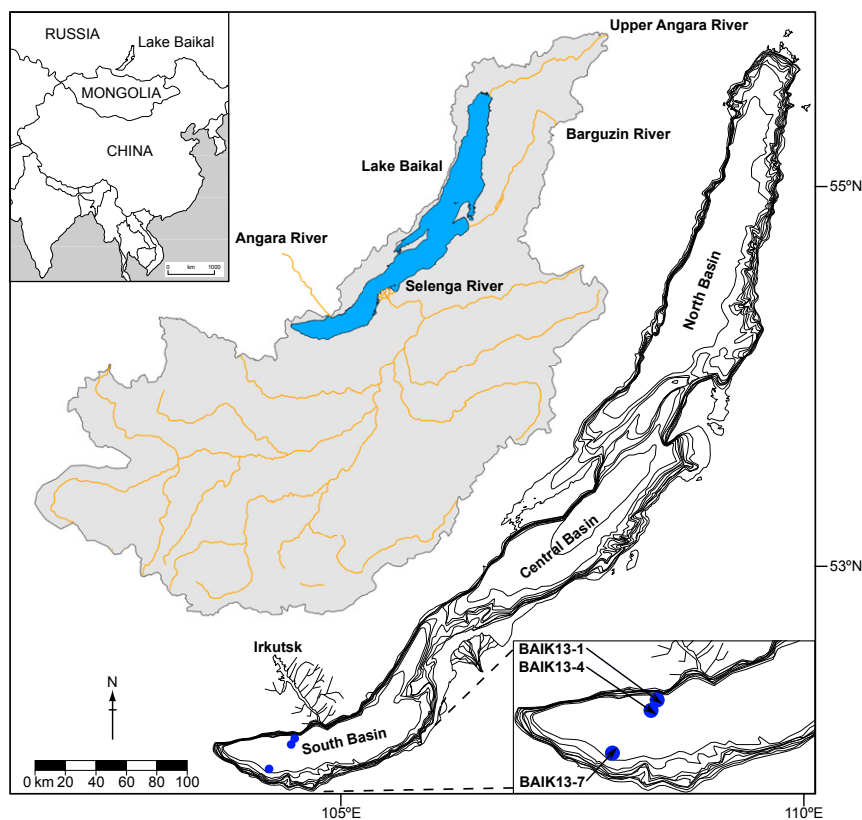 RUSSIA
Lake Baikal
MONGOLIA
CHINA
0 km 1000
Upper Angara River
Barguzin River
Lake Baikal
Angara River
Selenga River
55ºN
North Basin
Central Basin
53ºN
Irkutsk
N
South Basin
0 km 20 40 60 80 100
BAIK13-1
BAIK13-4
BAIK13-7
105ºE
110ºE